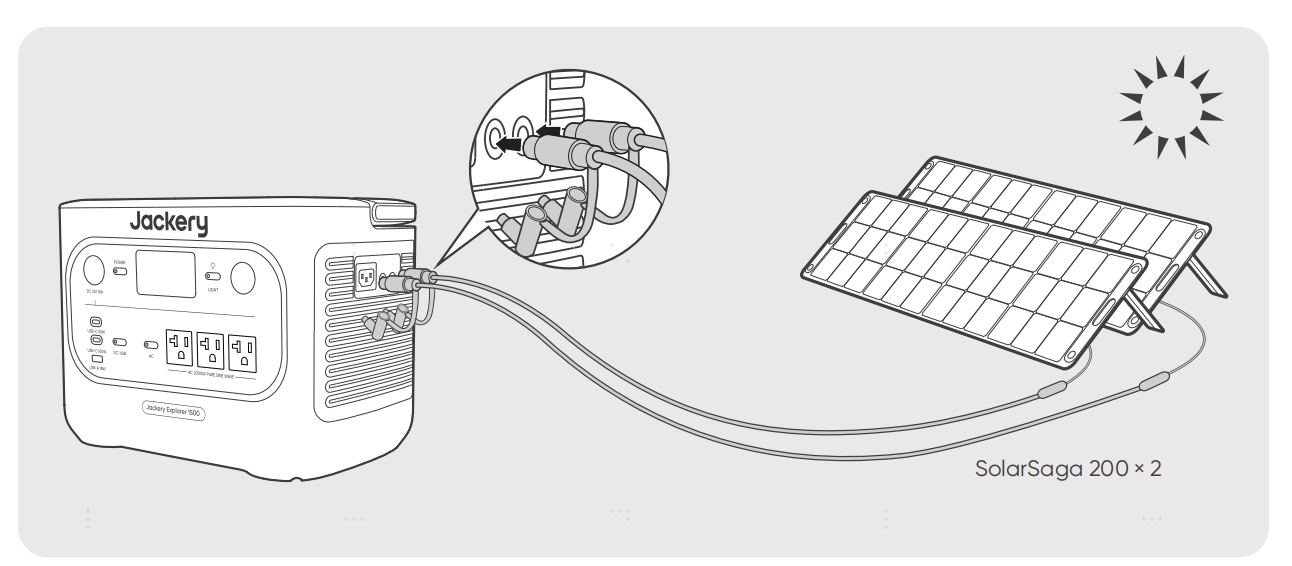 Jackery
POWER
LIGHT
DC 12V 10A
USB-C 30W
USB-C 100W
DC / USB
AC
USB-A 18W
AC 2000W PURE SINE WAVE
Jackery Explorer 1500
SolarSaga 200 × 2